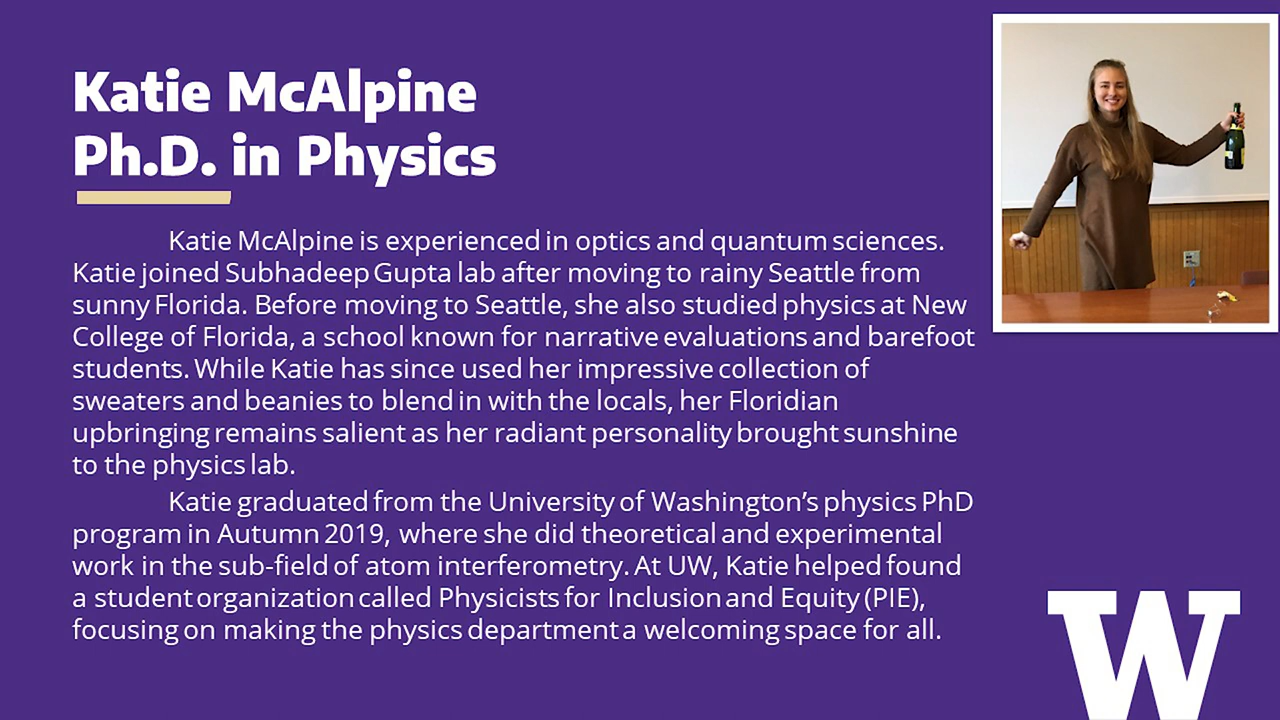 Katie McAlpine
Ph.D. in Physics
Katie McAlpine is experienced in optics and quantum sciences.
Katie joined Subhadeep Gupta lab after moving to rainy Seattle from
sunny Florida. Before moving to Seattle, she also studied physics at New
College of Florida, a school known for narrative evaluations and barefoot
students. While Katie has since used her impressive collection of
sweaters and beanies to blend in with the locals, her Floridian
upbringing remains salient as her radiant personality brought sunshine
to the physics lab.
Katie graduated from the University of Washington’s physics PhD
program in Autumn 2019, where she did theoretical and experimental
work in the sub-field of atom interferometry. At UW, Katie helped found
a student organization called Physicists for Inclusion and Equity (PIE),
focusing on making the physics department a welcoming space for all.
W